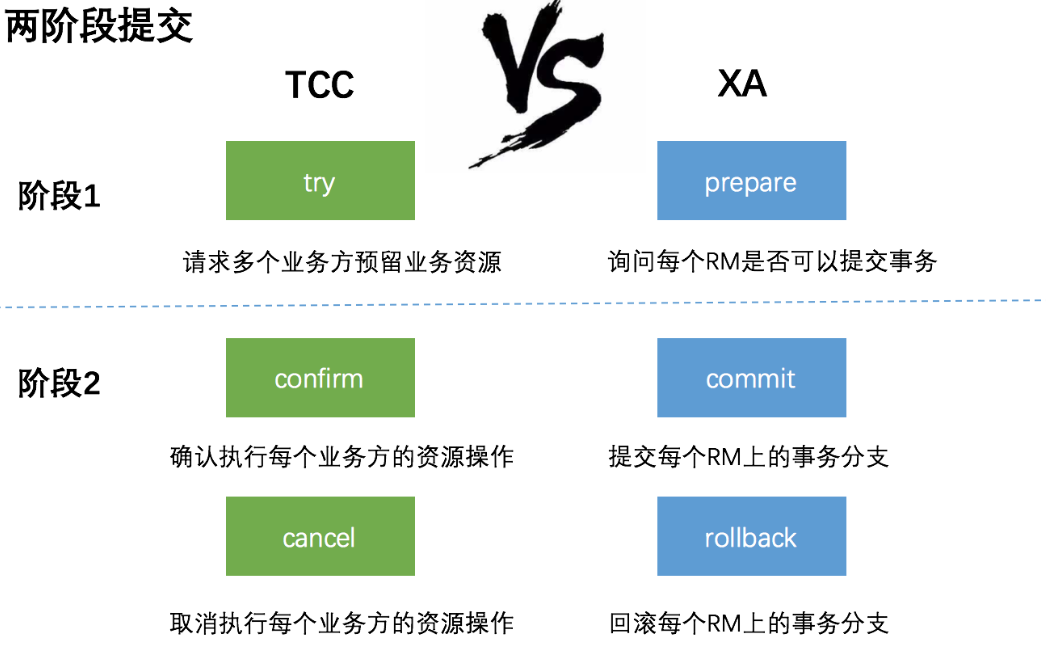 两阶段提交
TCC
VS
XA
阶段1
try
prepare
请求多个业务方预留业务资源
询问每个RM是否可以提交事务
阶段2
confirm
commit
确认执行每个业务方的资源操作
提交每个RM上的事务分支
cancel
rollback
取消执行每个业务方的资源操作
回滚每个RM上的事务分支